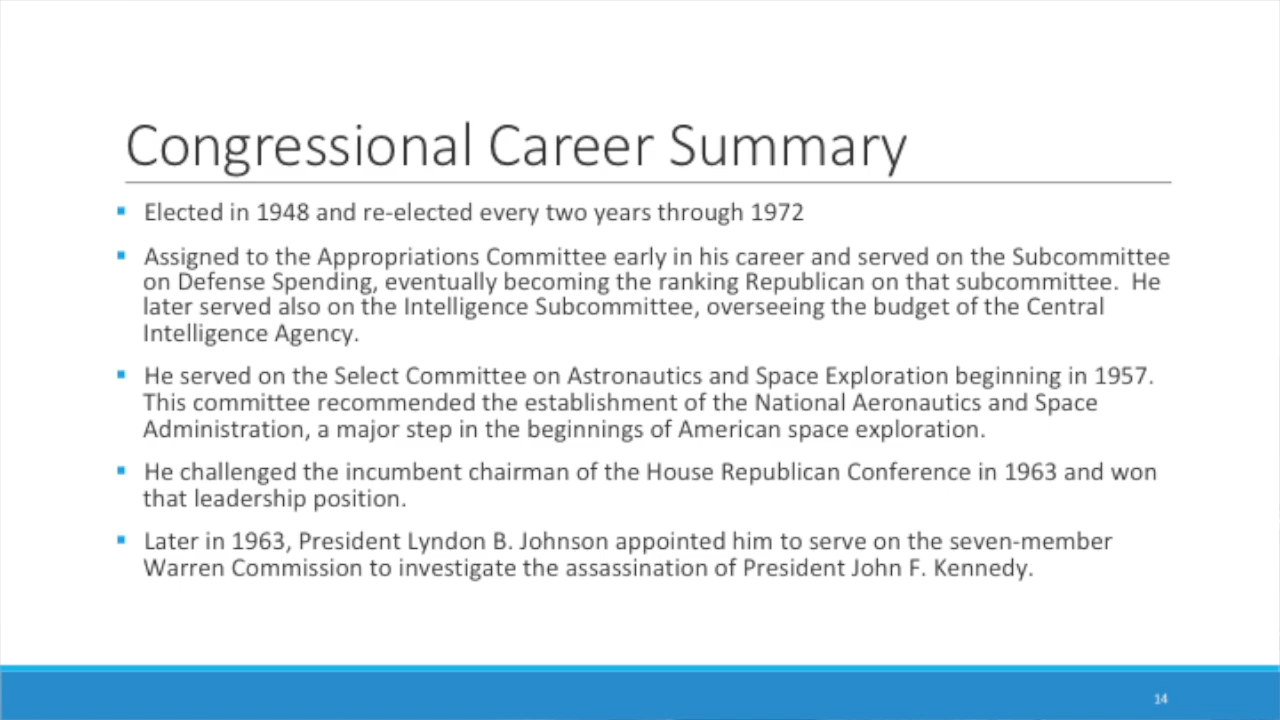 Congressional Career Summary
▪ Elected in 1948 and re-elected every two years through 1972
▪ Assigned to the Appropriations Committee early in his career and served on the Subcommittee
on Defense Spending, eventually becoming the ranking Republican on that subcommittee.  He
later served also on the Intelligence Subcommittee, overseeing the budget of the Central
Intelligence Agency.
▪ He served on the Select Committee on Astronautics and Space Exploration beginning in 1957.
This committee recommended the establishment of the National Aeronautics and Space
Administration, a major step in the beginnings of American space exploration.
▪ He challenged the incumbent chairman of the House Republican Conference in 1963 and won
that leadership position.
▪ Later in 1963, President Lyndon B. Johnson appointed him to serve on the seven-member
Warren Commission to investigate the assassination of President John F. Kennedy.
14